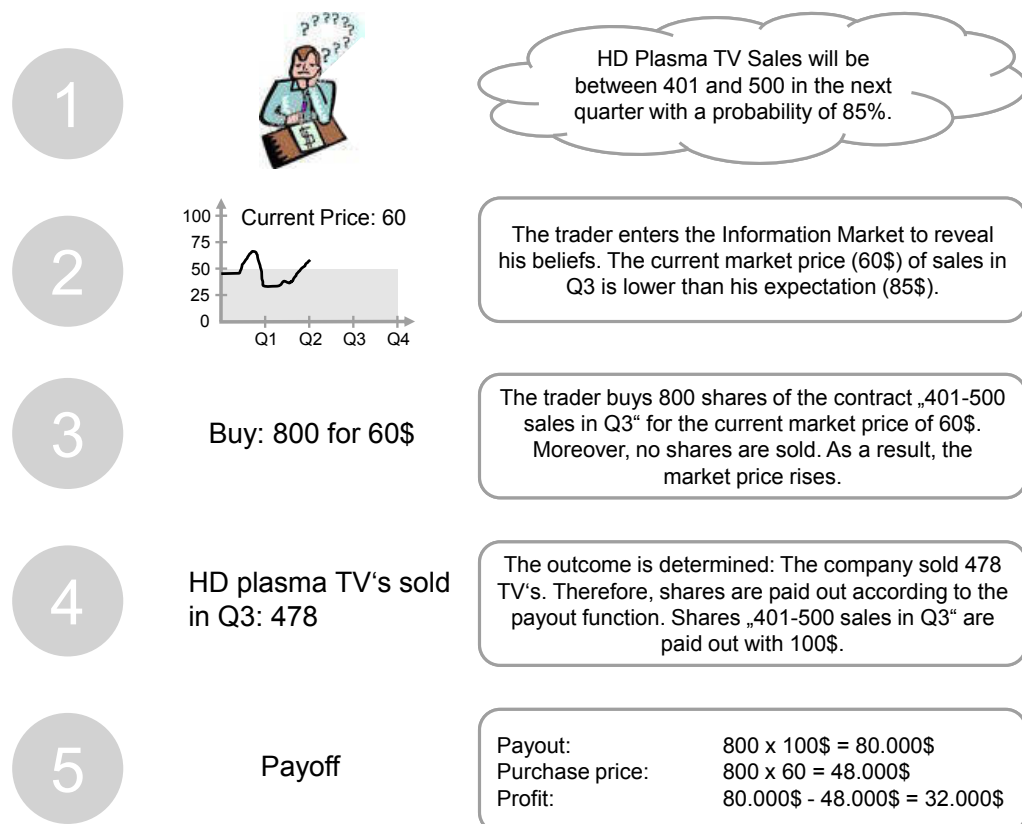 1
? ? ? ? ? ? ? ? ? ?
$
HD Plasma TV Sales will be
between 401 and 500 in the next
quarter with a probability of 85%.
2
Current Price: 60
100
75
50
25
0
Q1 Q2 Q3 Q4
The trader enters the Information Market to reveal
his beliefs. The current market price (60$) of sales in
Q3 is lower than his expectation (85$).
3
Buy: 800 for 60$
The trader buys 800 shares of the contract „401-500
sales in Q3“ for the current market price of 60$.
Moreover, no shares are sold. As a result, the
market price rises.
4
HD plasma TV‘s sold
in Q3: 478
The outcome is determined: The company sold 478
TV‘s. Therefore, shares are paid out according to the
payout function. Shares „401-500 sales in Q3“ are
paid out with 100$.
5
Payoff
Payout: 800 x 100$ = 80.000$
Purchase price: 800 x 60 = 48.000$
Profit: 80.000$ - 48.000$ = 32.000$